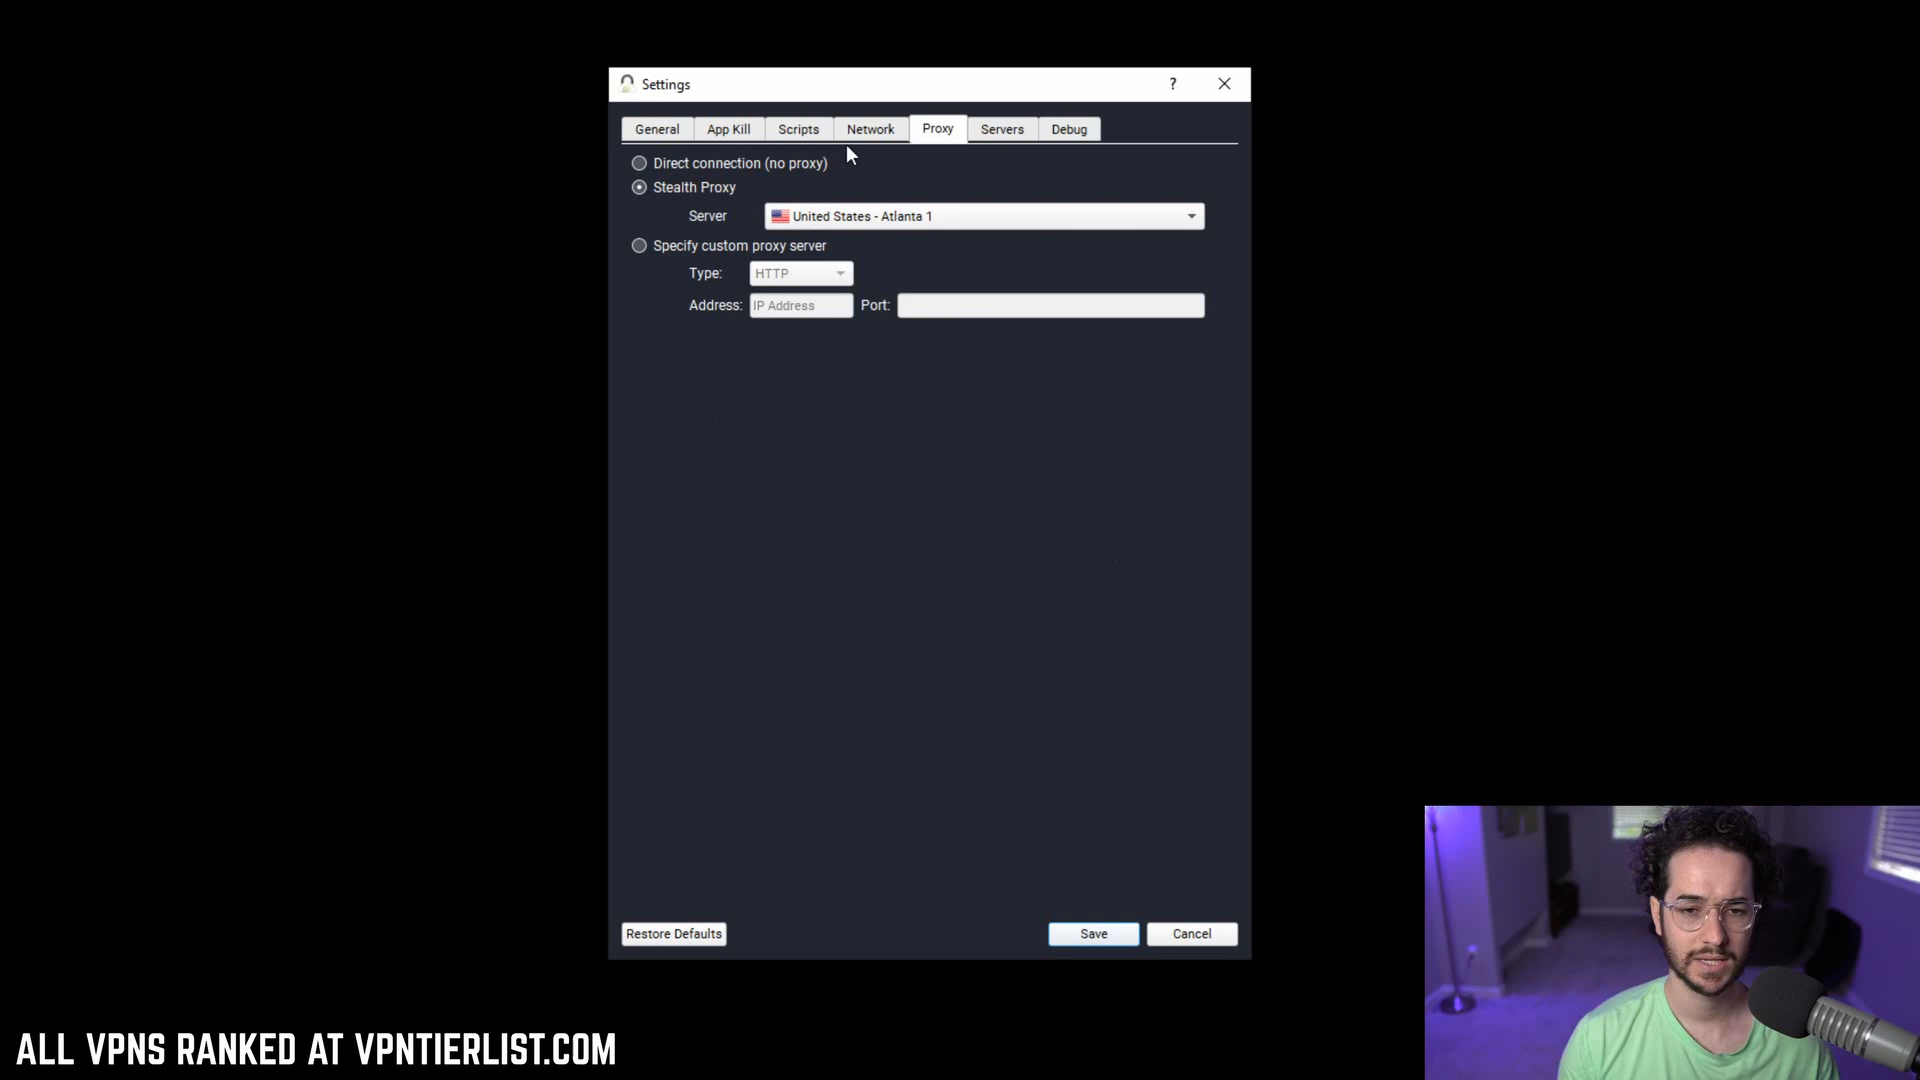 Settings
?
General App Kill Scripts Network Proxy Servers Debug
Direct connection (no proxy)
Stealth Proxy
Server United States - Atlanta 1
Specify custom proxy server
Type: HTTP
Address: IP Address Port:
Restore Defaults Save Cancel
ALL VPNS RANKED AT VPNTIERLIST.COM